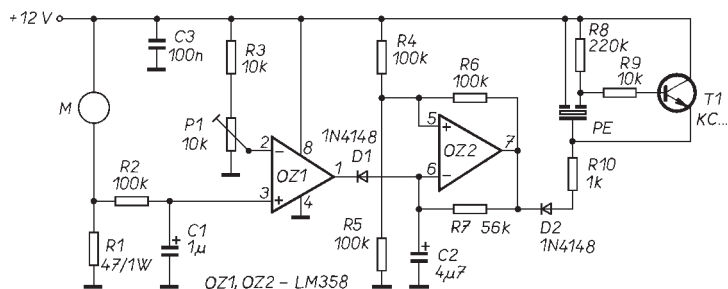 +12 V
C3
100n
R3
10k
R4
100k
R6
100k
R8
220k
R9
10k
T1
KC...
M
P1
10k
2
−
8
OZ1
3
+
4
1
1N4148
D1
5
+
OZ2
7
6
−
PE
R10
1k
R2
100k
R1
47/1W
+
C1
1µ
R5
100k
+
C2
4µ7
R7 56k
D2
1N4148
OZ1, OZ2 – LM358